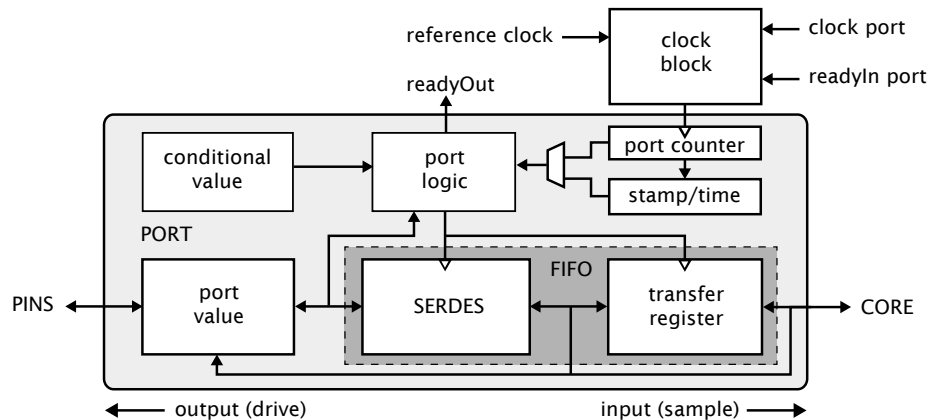 reference clock
clock
block
clock port
readyIn port
readyOut
conditional
value
port
logic
port counter
stamp/time
PORT
FIFO
PINS
port
value
SERDES
transfer
register
CORE
output (drive)
input (sample)